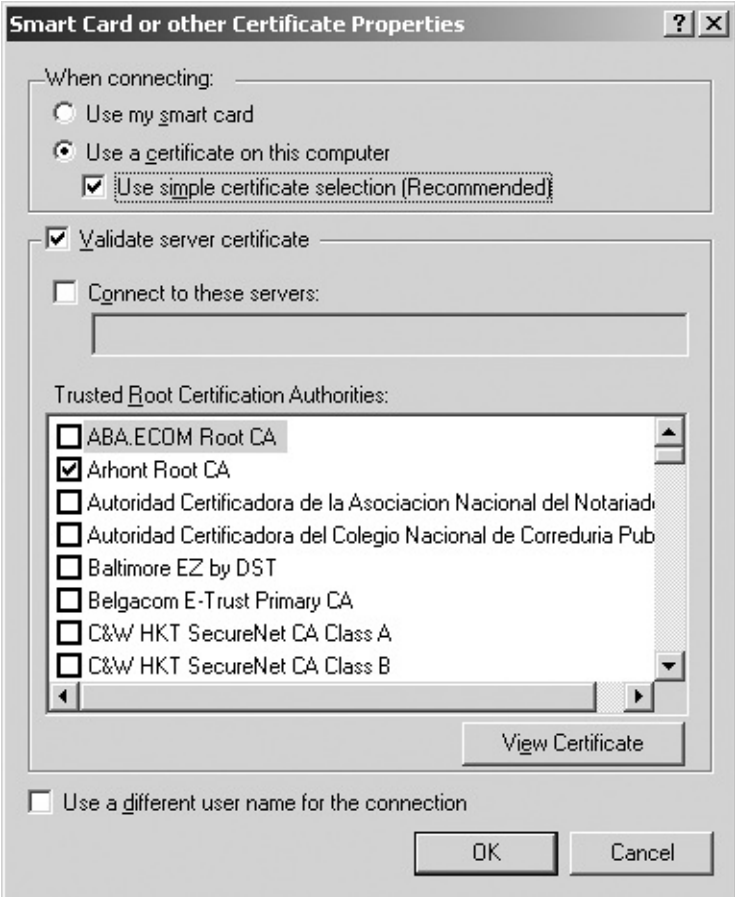 Smart Card or other Certificate Properties
When connecting:
Use my smart card
Use a certificate on this computer
Use simple certificate selection (Recommended)
Validate server certificate
Connect to these servers:
Trusted Root Certification Authorities:
ABA.ECOM Root CA
Arhont Root CA
Autoridad Certificadora de la Asociacion Nacional del Notariad
Autoridad Certificadora del Colegio Nacional de Correduria Pub
Baltimore EZ by DST
Belgacom E-Trust Primary CA
C&W HKT SecureNet CA Class A
C&W HKT SecureNet CA Class B
View Certificate
Use a different user name for the connection
OK Cancel